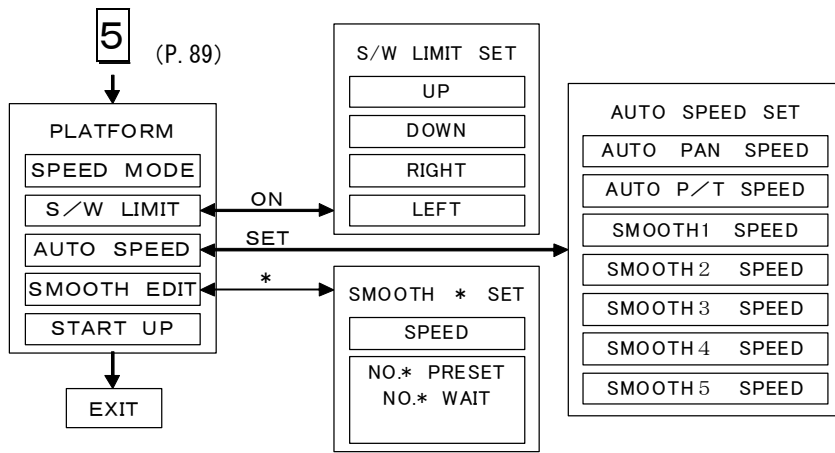 5 (P. 89)
PLATFORM
SPEED MODE
S/W LIMIT
AUTO SPEED
SMOOTH EDIT
START UP
EXIT
ON
SET
*
S/W LIMIT SET
UP
DOWN
RIGHT
LEFT
SMOOTH * SET
SPEED
NO.* PRESET
NO.* WAIT
AUTO SPEED SET
AUTO PAN SPEED
AUTO P/T SPEED
SMOOTH1 SPEED
SMOOTH2 SPEED
SMOOTH3 SPEED
SMOOTH4 SPEED
SMOOTH5 SPEED